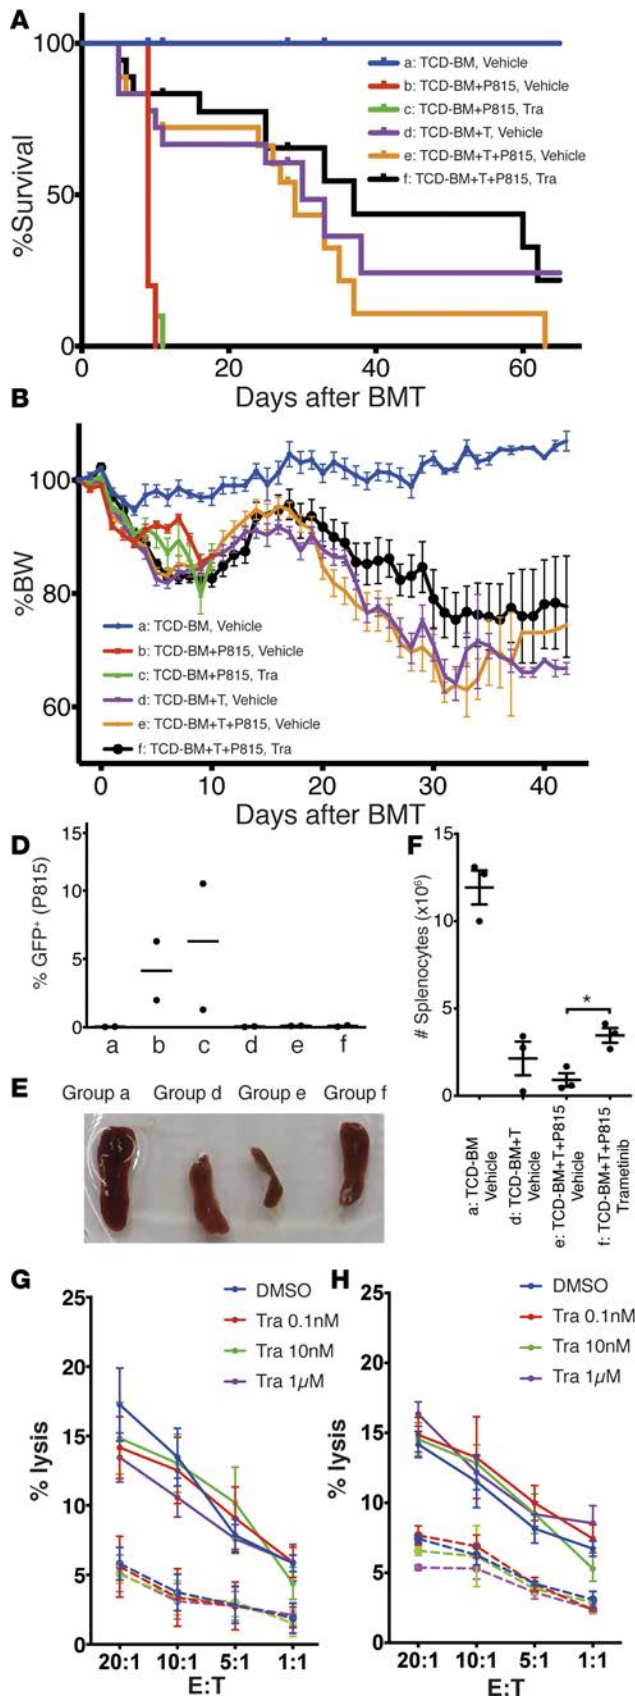 A
100
50
0
%Survival
a: TCD-BM, Vehicle
b: TCD-BM+P815, Vehicle
c: TCD-BM+P815, Tra
d: TCD-BM+T, Vehicle
e: TCD-BM+T+P815, Vehicle
f: TCD-BM+T+P815, Tra
0 20 40 60
Days after BMT
B
100
80
60
%BW
a: TCD-BM, Vehicle
b: TCD-BM+P815, Vehicle
c: TCD-BM+P815, Tra
d: TCD-BM+T, Vehicle
e: TCD-BM+T+P815, Vehicle
f: TCD-BM+T+P815, Tra
0 10 20 30 40
Days after BMT
D
15
10
5
0
% GFP⁺ (P815)
a b c d e f
E
Group a Group d Group e Group f
F
15
10
5
0
# Splenocytes (x10⁶)
*
a: TCD-BM
Vehicle
d: TCD-BM+T
Vehicle
e: TCD-BM+T+P815
Vehicle
f: TCD-BM+T+P815
Trametinib
G
25
20
15
10
5
0
% lysis
DMSO
Tra 0.1nM
Tra 10nM
Tra 1µM
20:1 10:1 5:1 1:1
E:T
H
25
20
15
10
5
0
% lysis
DMSO
Tra 0.1nM
Tra 10nM
Tra 1µM
20:1 10:1 5:1 1:1
E:T